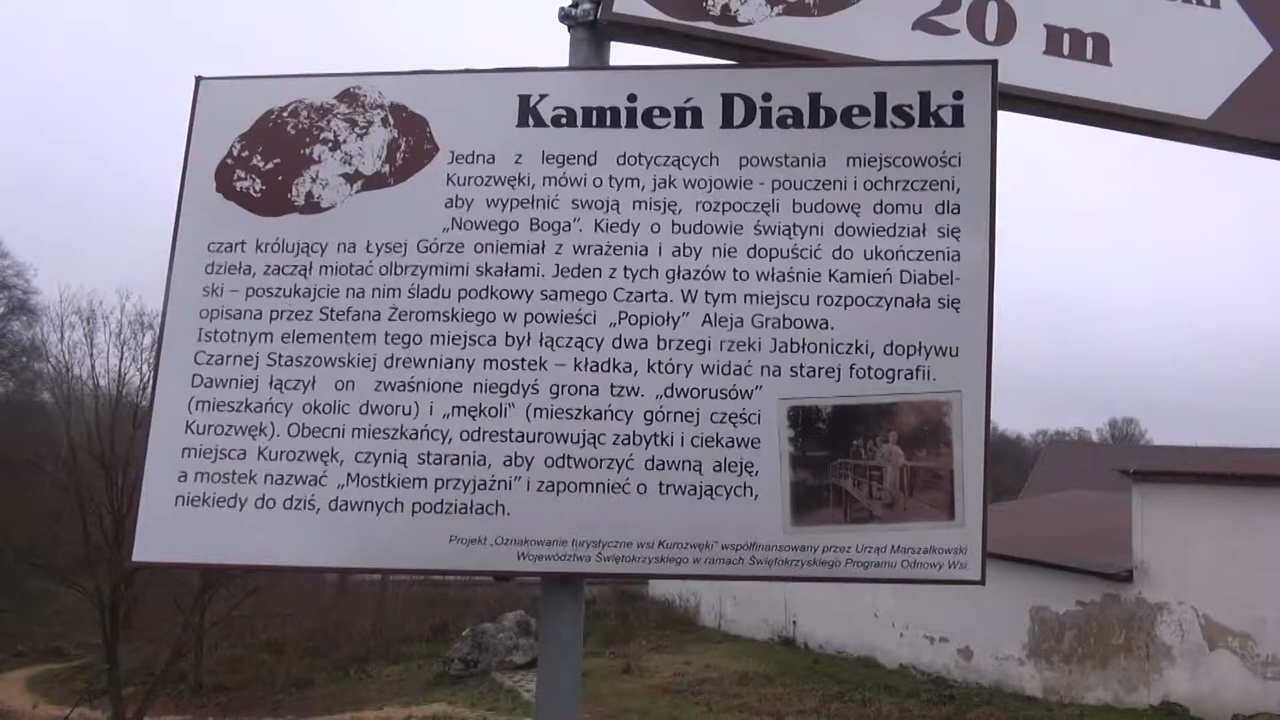 20 m
Kamień Diabelski
Jedna z legend dotyczących powstania miejscowości
Kurozwęki, mówi o tym, jak wojowie - pouczeni i ochrzczeni,
aby wypełnić swoją misję, rozpoczęli budowę domu dla
„Nowego Boga”. Kiedy o budowie świątyni dowiedział się
czart królujący na Łysej Górze oniemiał z wrażenia i aby nie dopuścić do ukończenia
dzieła, zaczął miotać olbrzymimi skałami. Jeden z tych głazów to właśnie Kamień Diabel-
ski – poszukajcie na nim śladu podkowy samego Czarta. W tym miejscu rozpoczynała się
opisana przez Stefana Żeromskiego w powieści „Popioły” Aleja Grabowa.
Istotnym elementem tego miejsca był łączący dwa brzegi rzeki Jabłoniczki, dopływu
Czarnej Staszowskiej drewniany mostek – kładka, który widać na starej fotografii.
Dawniej łączył on zwaśnione niegdyś grona tzw. „dworusów”
(mieszkańcy okolic dworu) i „mękoli” (mieszkańcy górnej części
Kurozwęk). Obecni mieszkańcy, odrestaurowując zabytki i ciekawe
miejsca Kurozwęk, czynią starania, aby odtworzyć dawną aleję,
a mostek nazwać „Mostkiem przyjaźni” i zapomnieć o trwających,
niekiedy do dziś, dawnych podziałach.
Projekt „Oznakowanie turystyczne wsi Kurozwęki” współfinansowany przez Urząd Marszałkowski
Województwa Świętokrzyskiego w ramach Świętokrzyskiego Programu Odnowy Wsi.